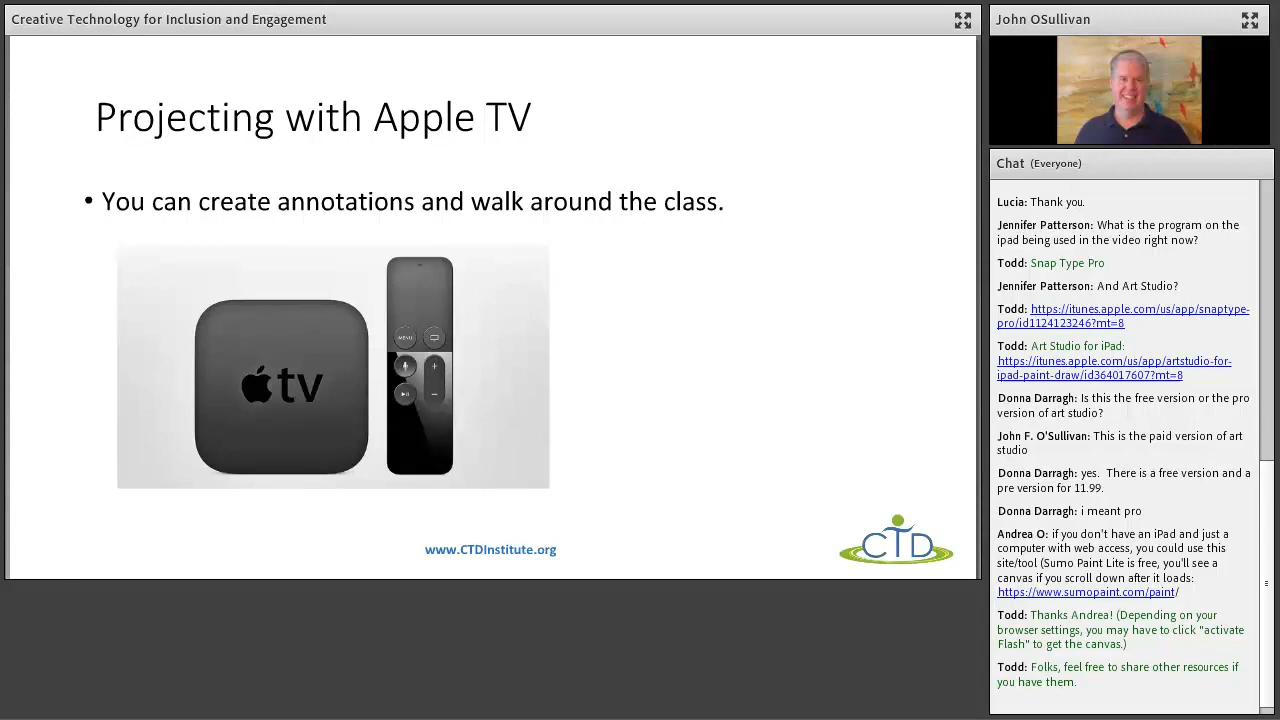 Creative Technology for Inclusion and Engagement
Projecting with Apple TV
• You can create annotations and walk around the class.
tv
MENU
www.CTDInstitute.org
CTD
John OSullivan
Chat (Everyone)
Lucia: Thank you.
Jennifer Patterson: What is the program on the
ipad being used in the video right now?
Todd: Snap Type Pro
Jennifer Patterson: And Art Studio?
Todd: https://itunes.apple.com/us/app/snaptype-
pro/id1124123246?mt=8
Todd: Art Studio for iPad:
https://itunes.apple.com/us/app/artstudio-for-
ipad-paint-draw/id364017607?mt=8
Donna Darragh: Is this the free version or the pro
version of art studio?
John F. O'Sullivan: This is the paid version of art
studio
Donna Darragh: yes.  There is a free version and a
pre version for 11.99.
Donna Darragh: i meant pro
Andrea O: if you don't have an iPad and just a
computer with web access, you could use this
site/tool (Sumo Paint Lite is free, you'll see a
canvas if you scroll down after it loads:
https://www.sumopaint.com/paint/
Todd: Thanks Andrea! (Depending on your
browser settings, you may have to click "activate
Flash" to get the canvas.)
Todd: Folks, feel free to share other resources if
you have them.